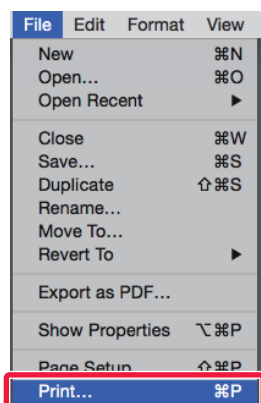 File Edit Format View
New ⌘N
Open... ⌘O
Open Recent ▶
Close ⌘W
Save... ⌘S
Duplicate ⇧⌘S
Rename...
Move To...
Revert To ▶
Export as PDF...
Show Properties ⌥⌘P
Page Setup ⇧⌘P
Print... ⌘P